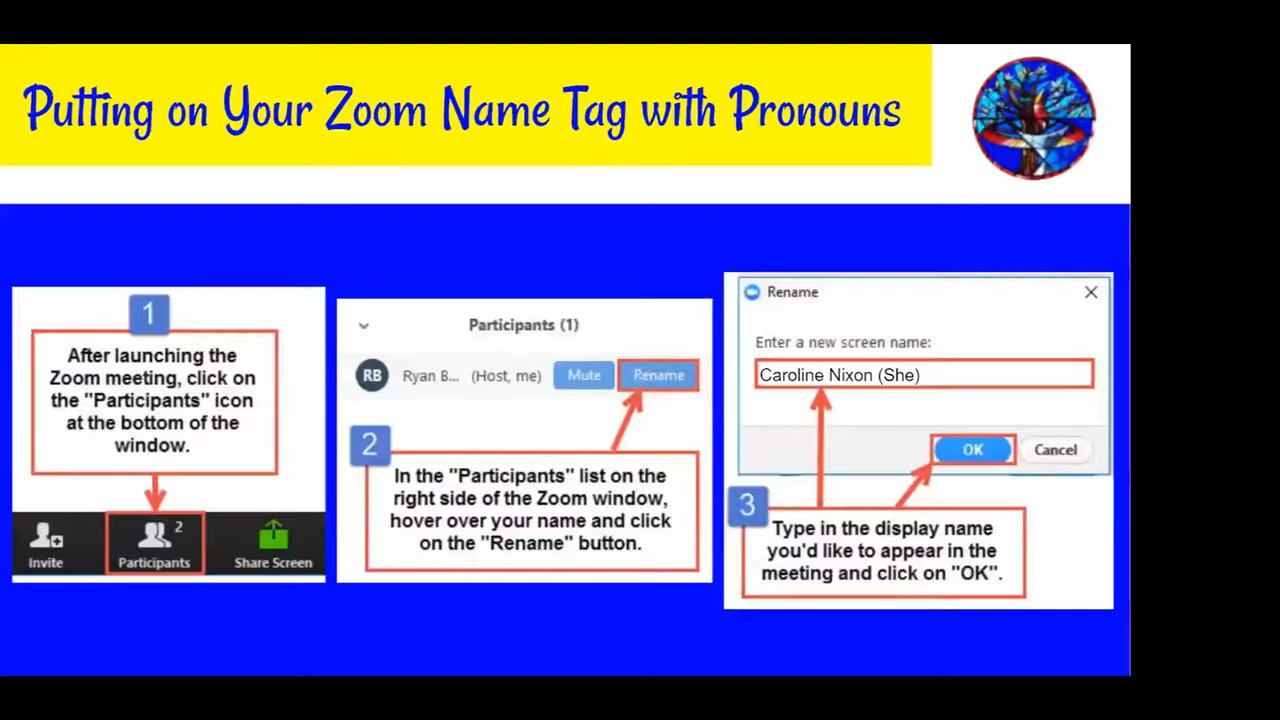 Putting on Your Zoom Name Tag with Pronouns
1
After launching the
Zoom meeting, click on
the "Participants" icon
at the bottom of the
window.
Invite
Participants
2
Share Screen
Participants (1)
RB
Ryan B... (Host, me)
Mute
Rename
2
In the "Participants" list on the
right side of the Zoom window,
hover over your name and click
on the "Rename" button.
Rename
Enter a new screen name:
Caroline Nixon (She)
OK
Cancel
3
Type in the display name
you'd like to appear in the
meeting and click on "OK".